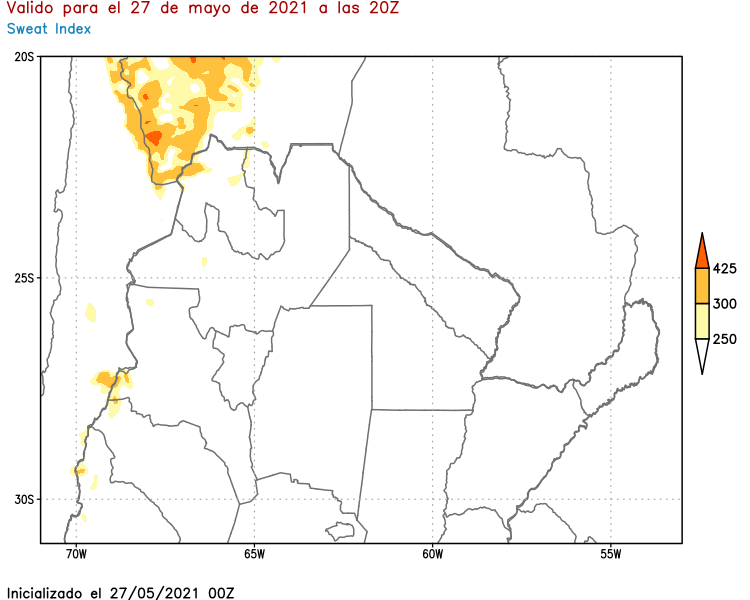 Valido para el 27 de mayo de 2021 a las 20Z
Sweat Index
20S
25S
30S
70W 65W 60W 55W
425
300
250
Inicializado el 27/05/2021 00Z